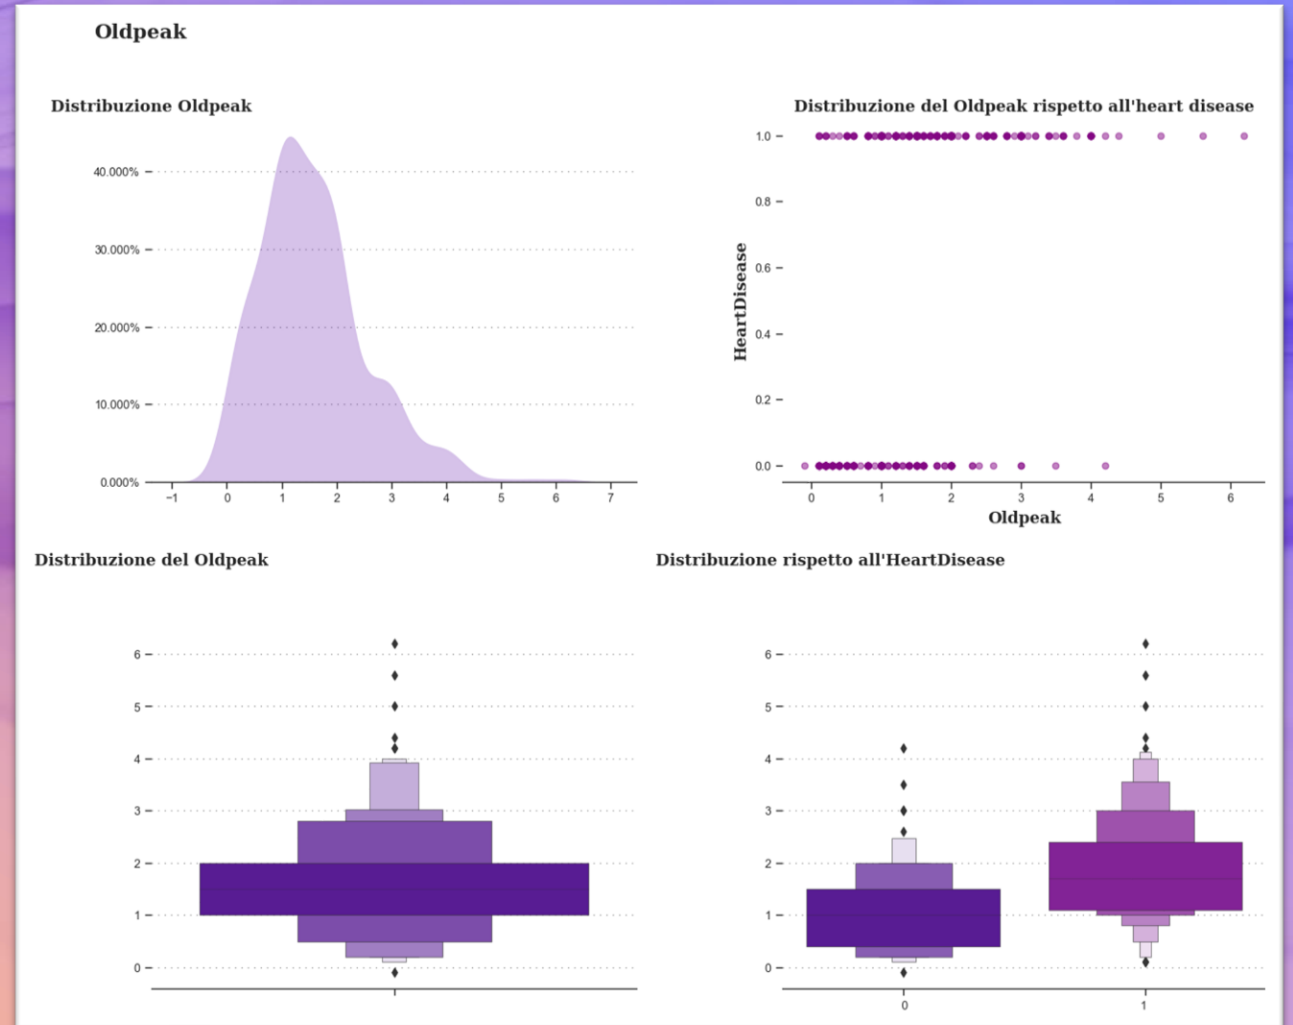 Oldpeak
Distribuzione Oldpeak
40.000%
30.000%
20.000%
10.000%
0.000%
−1 0 1 2 3 4 5 6 7
Distribuzione del Oldpeak rispetto all'heart disease
1.0
0.8
0.6
0.4
0.2
0.0
HeartDisease
0 1 2 3 4 5 6
Oldpeak
Distribuzione del Oldpeak
6
5
4
3
2
1
0
Distribuzione rispetto all'HeartDisease
6
5
4
3
2
1
0
0 1